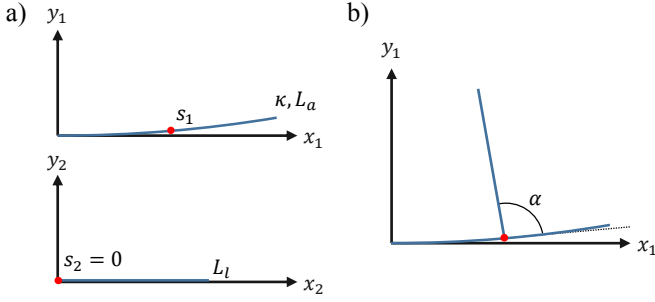 a)
y₁
κ, Lₐ
s₁
x₁
y₂
s₂ = 0
Lₗ
x₂
b)
y₁
α
x₁